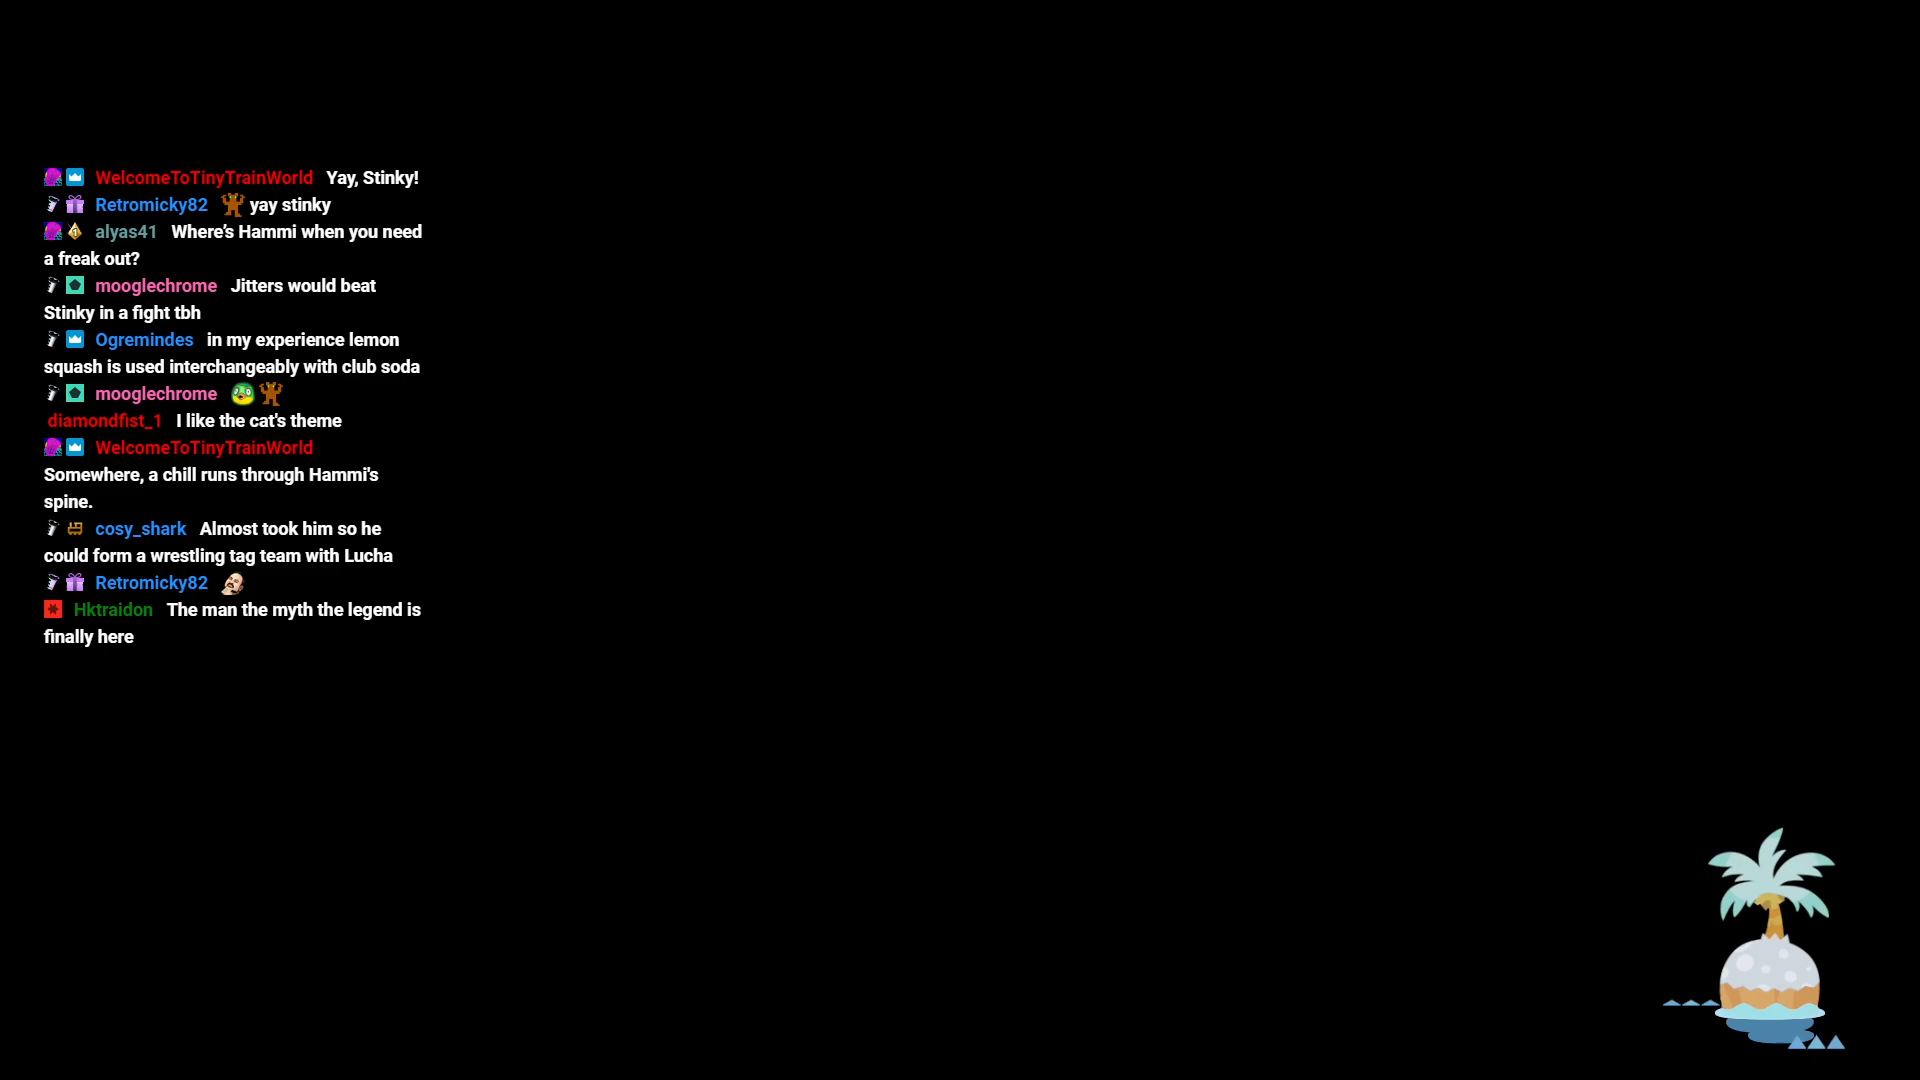 WelcomeToTinyTrainWorld Yay, Stinky!
Retromicky82 yay stinky
alyas41 Where's Hammi when you need
a freak out?
mooglechrome Jitters would beat
Stinky in a fight tbh
Ogremindes in my experience lemon
squash is used interchangeably with club soda
mooglechrome
diamondfist_1 I like the cat's theme
WelcomeToTinyTrainWorld
Somewhere, a chill runs through Hammi's
spine.
cosy_shark Almost took him so he
could form a wrestling tag team with Lucha
Retromicky82
Hktraidon The man the myth the legend is
finally here